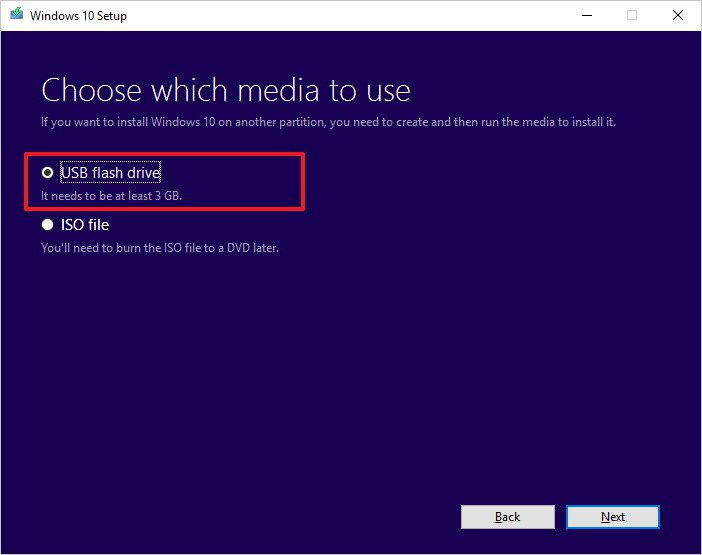 Windows 10 Setup
Choose which media to use
If you want to install Windows 10 on another partition, you need to create and then run the media to install it.
USB flash drive
It needs to be at least 3 GB.
ISO file
You'll need to burn the ISO file to a DVD later.
Back
Next